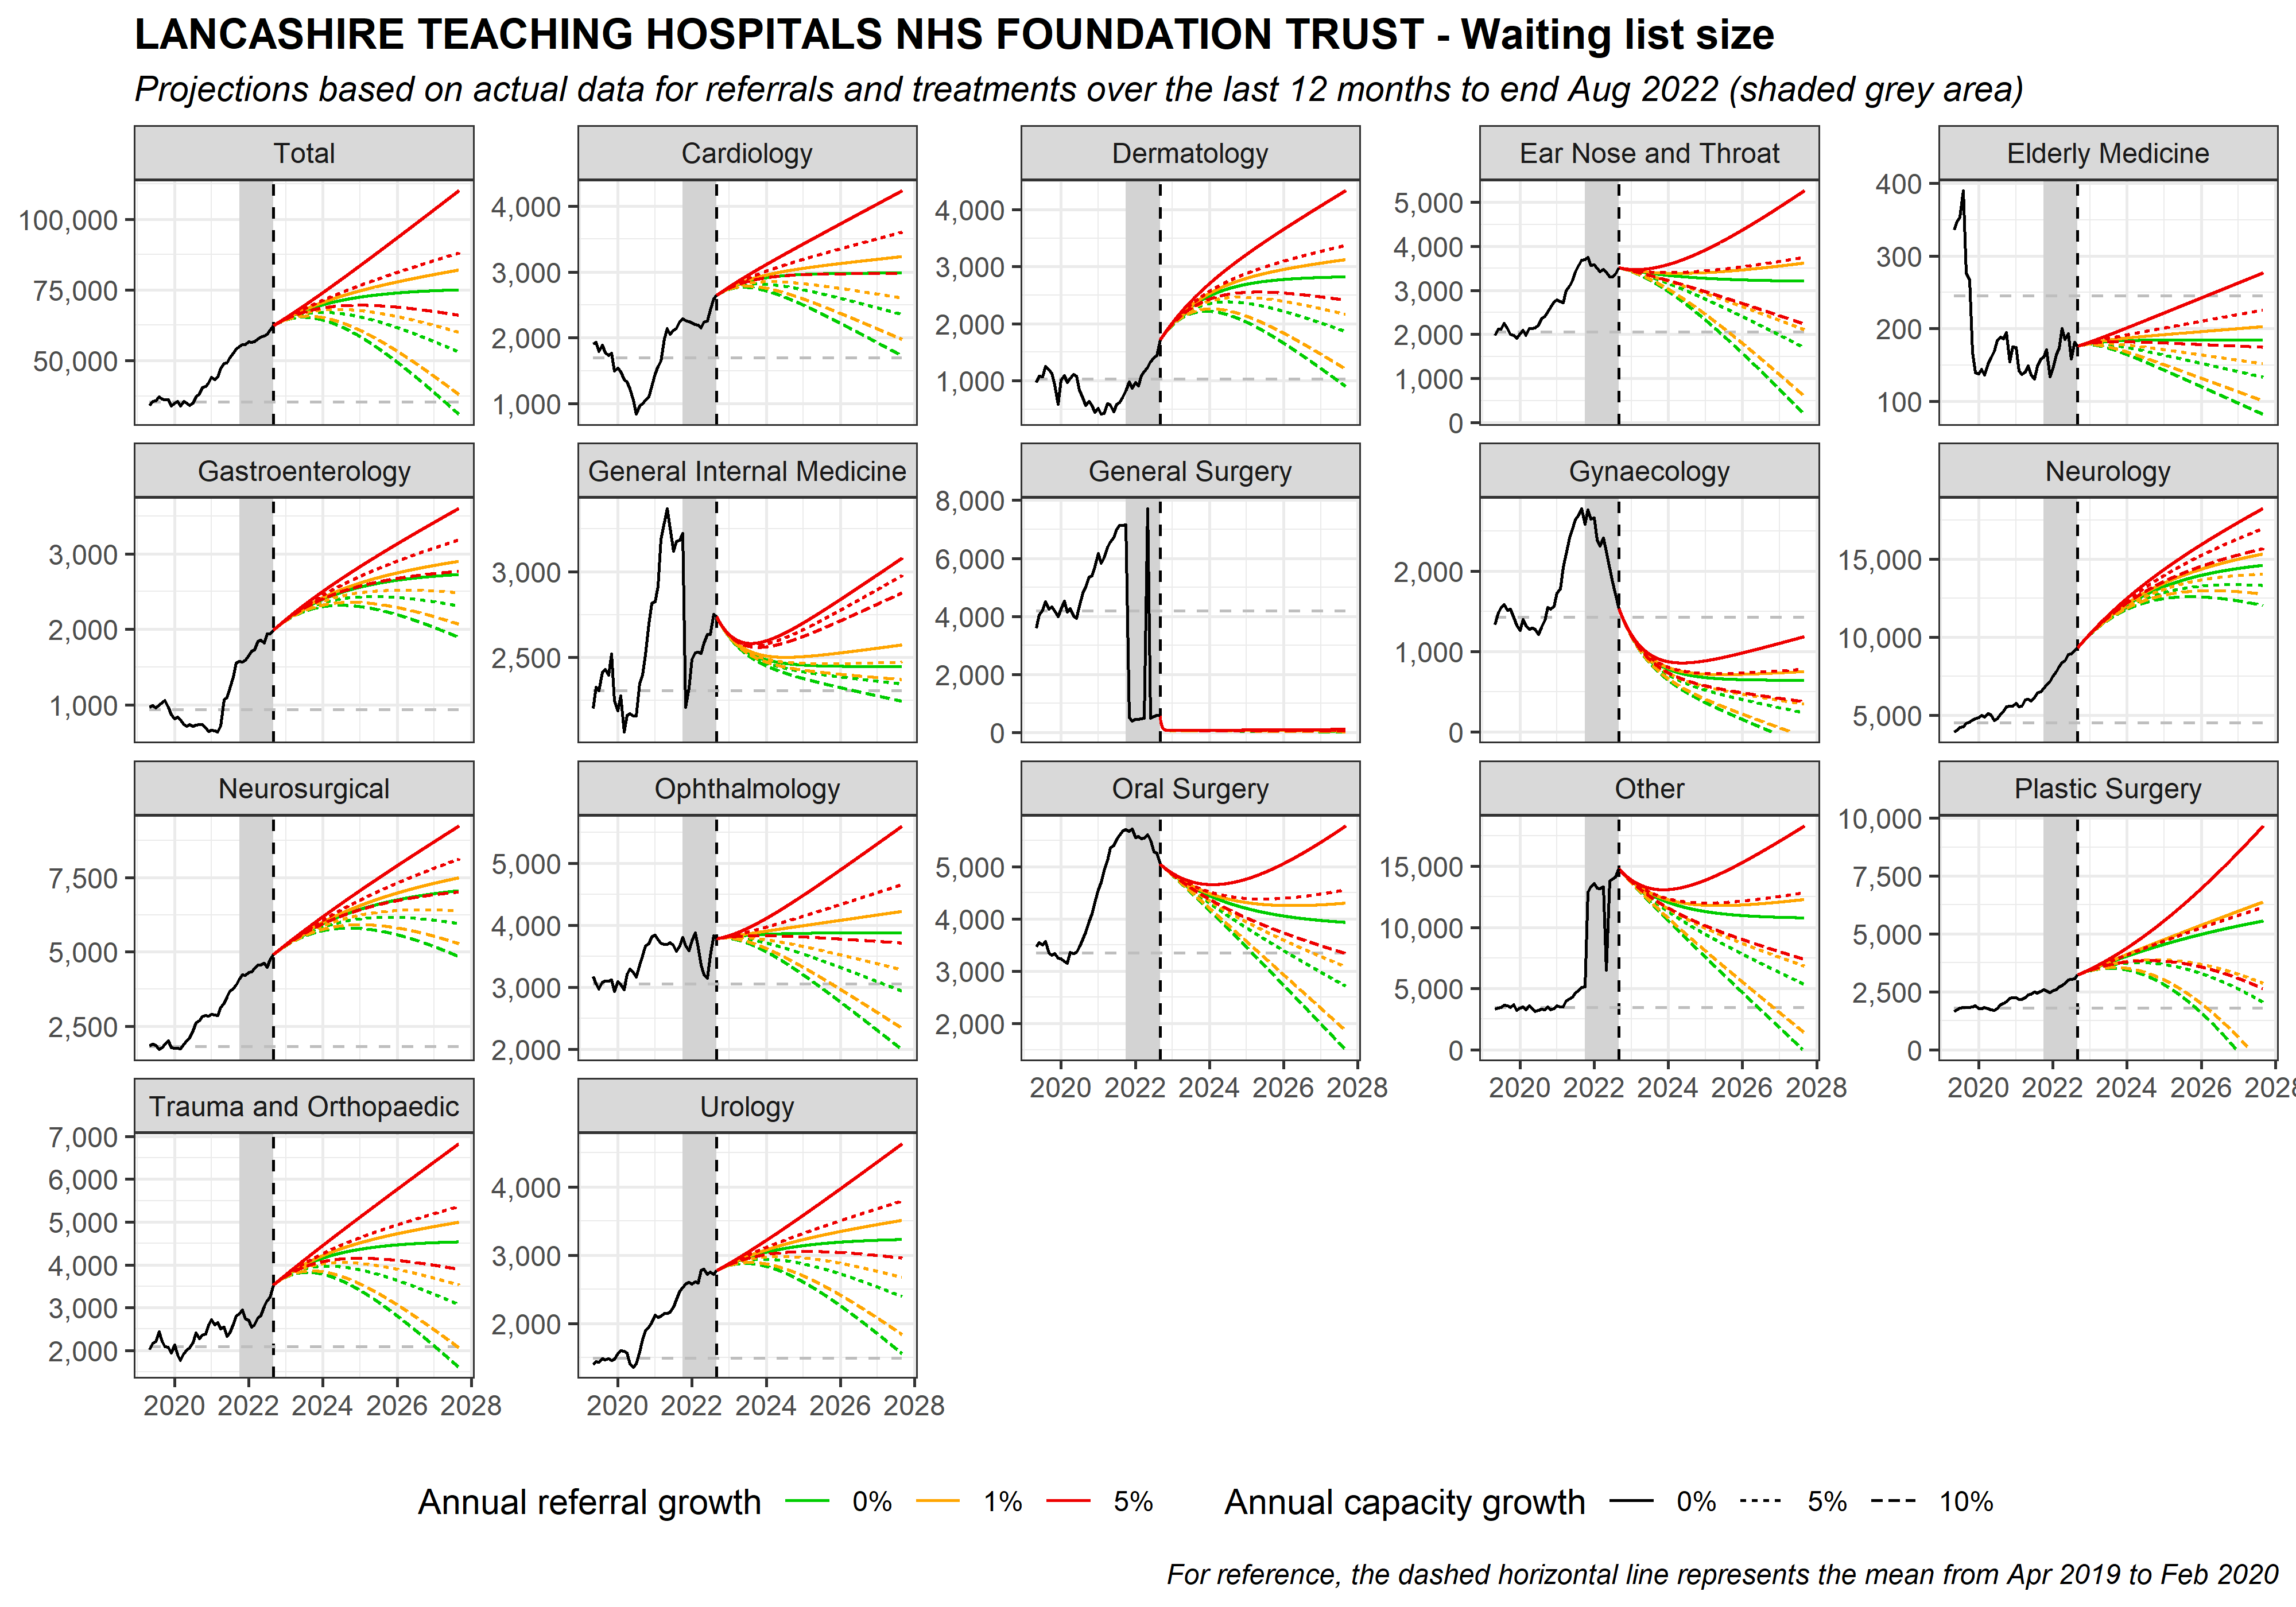 LANCASHIRE TEACHING HOSPITALS NHS FOUNDATION TRUST - Waiting list size
Projections based on actual data for referrals and treatments over the last 12 months to end Aug 2022 (shaded grey area)
Total
100,000
75,000
50,000
Cardiology
4,000
3,000
2,000
1,000
Dermatology
4,000
3,000
2,000
1,000
Ear Nose and Throat
5,000
4,000
3,000
2,000
1,000
0
Elderly Medicine
400
300
200
100
Gastroenterology
3,000
2,000
1,000
General Internal Medicine
3,000
2,500
General Surgery
8,000
6,000
4,000
2,000
0
Gynaecology
2,000
1,000
0
Neurology
15,000
10,000
5,000
Neurosurgical
7,500
5,000
2,500
Ophthalmology
5,000
4,000
3,000
2,000
Oral Surgery
5,000
4,000
3,000
2,000
2020 2022 2024 2026 2028
Other
15,000
10,000
5,000
0
2020 2022 2024 2026 2028
Plastic Surgery
10,000
7,500
5,000
2,500
0
2020 2022 2024 2026 2028
Trauma and Orthopaedic
7,000
6,000
5,000
4,000
3,000
2,000
2020 2022 2024 2026 2028
Urology
4,000
3,000
2,000
2020 2022 2024 2026 2028
Annual referral growth 0% 1% 5% Annual capacity growth 0% 5% 10%
For reference, the dashed horizontal line represents the mean from Apr 2019 to Feb 2020